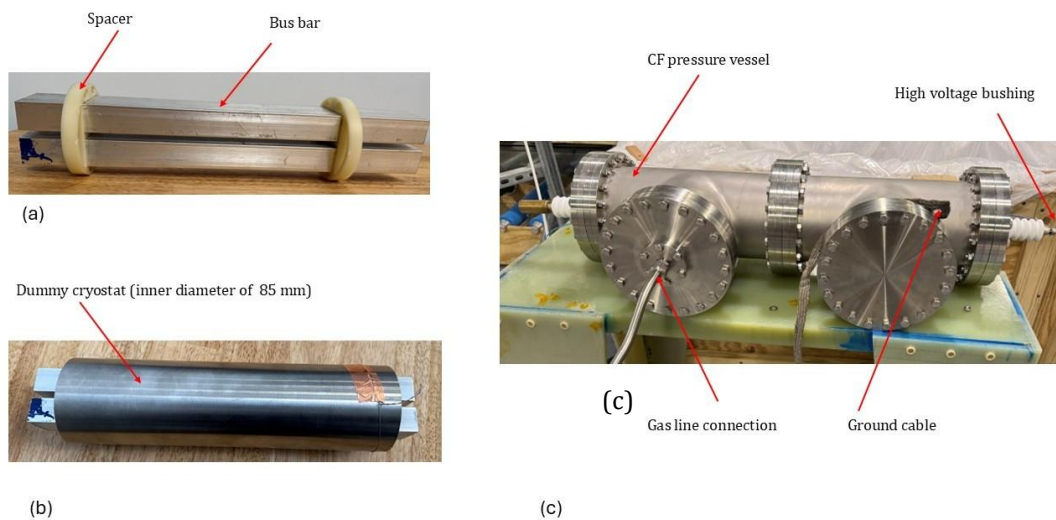 Spacer
Bus bar
(a)
Dummy cryostat (inner diameter of 85 mm)
(b)
CF pressure vessel
High voltage bushing
(c)
Gas line connection
Ground cable
(c)